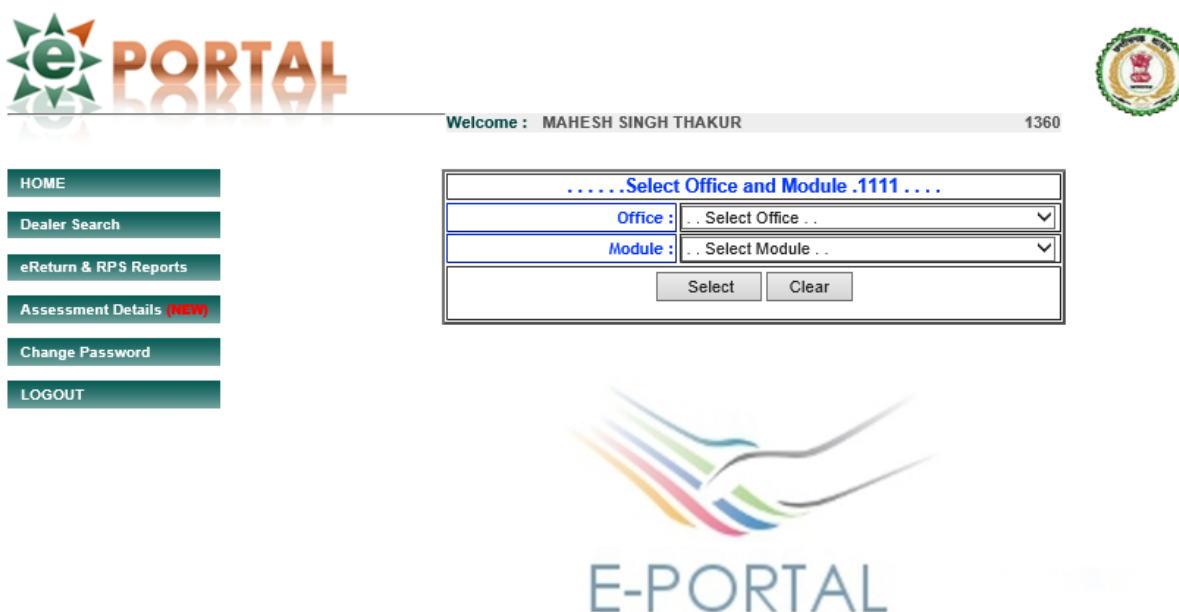 e PORTAL
Welcome : MAHESH SINGH THAKUR 1360
HOME
Dealer Search
eReturn & RPS Reports
Assessment Details (NEW)
Change Password
LOGOUT
. . . . . .Select Office and Module .1111 . . . .
Office : . . Select Office . .
Module : . . Select Module . .
Select Clear
E-PORTAL